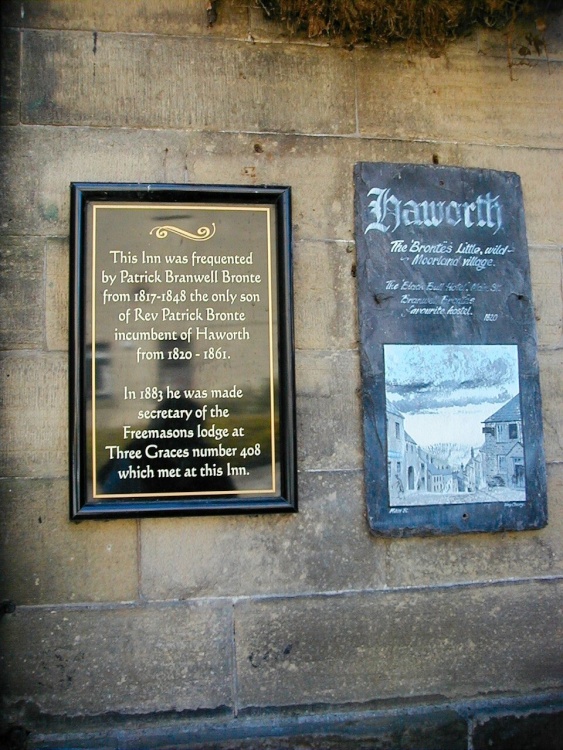 This Inn was frequented
by Patrick Branwell Bronte
from 1817-1848 the only son
of Rev Patrick Bronte
incumbent of Haworth
from 1820 - 1861.
In 1883 he was made
secretary of the
Freemasons lodge at
Three Graces number 408
which met at this Inn.
Haworth
The Brontës Little, wild-
Moorland village.
The Black Bull Hotel, Main St.
Branwell Brontës
favourite hostel.
1820
Main St.